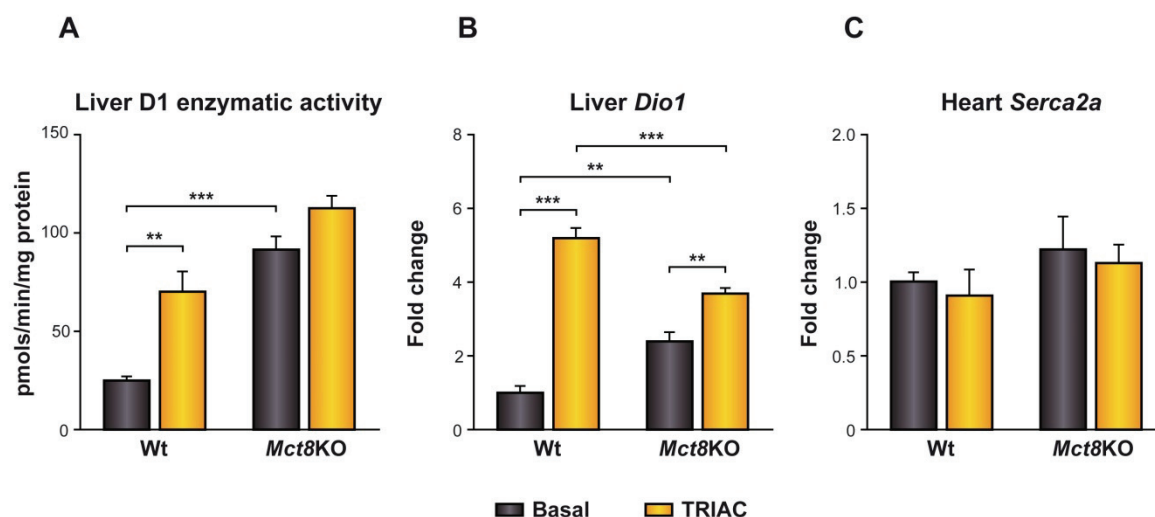 A
Liver D1 enzymatic activity
pmols/min/mg protein
150
100
50
0
***
**
Wt
Mct8KO
B
Liver Dio1
Fold change
8
6
4
2
0
***
**
***
**
Wt
Mct8KO
C
Heart Serca2a
Fold change
2.0
1.5
1.0
0.5
0
Wt
Mct8KO
Basal
TRIAC